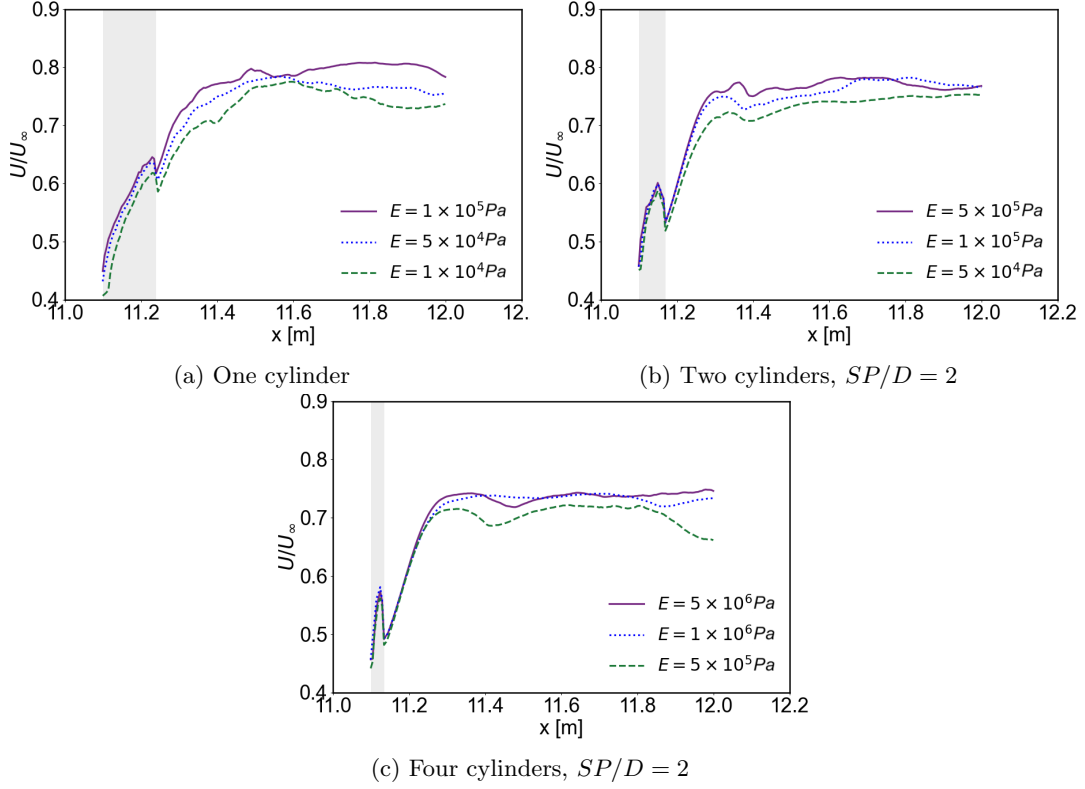 0.9
0.8
0.7
0.6
0.5
0.4
U/U∞
11.0 11.2 11.4 11.6 11.8 12.0 12.
x [m]
E = 1 × 10⁵Pa
E = 5 × 10⁴Pa
E = 1 × 10⁴Pa
(a) One cylinder
0.9
0.8
0.7
0.6
0.5
0.4
U/U∞
11.0 11.2 11.4 11.6 11.8 12.0 12.2
x [m]
E = 5 × 10⁵Pa
E = 1 × 10⁵Pa
E = 5 × 10⁴Pa
(b) Two cylinders, SP/D = 2
0.9
0.8
0.7
0.6
0.5
0.4
U/U∞
11.0 11.2 11.4 11.6 11.8 12.0 12.2
x [m]
E = 5 × 10⁶Pa
E = 1 × 10⁶Pa
E = 5 × 10⁵Pa
(c) Four cylinders, SP/D = 2